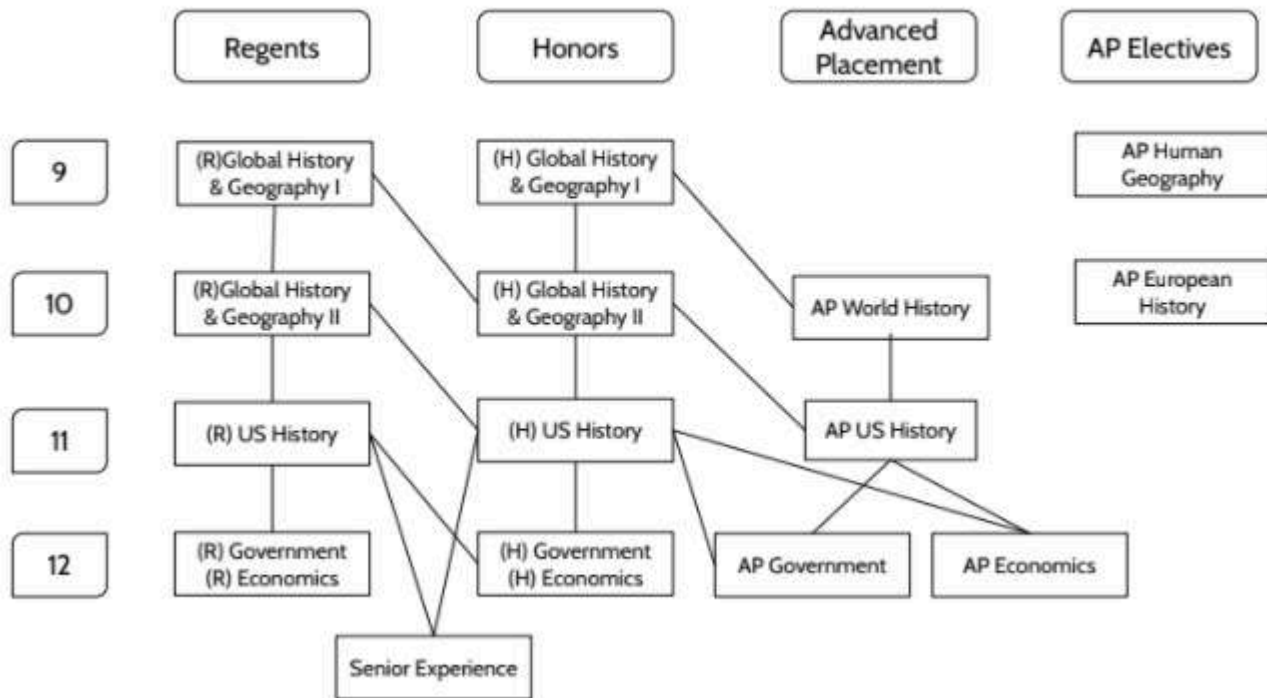 Regents
Honors
Advanced
Placement
AP Electives
9
(R)Global History
& Geography I
(H) Global History
& Geography I
AP Human
Geography
10
(R)Global History
& Geography II
(H) Global History
& Geography II
AP World History
AP European
History
11
(R) US History
(H) US History
AP US History
12
(R) Government
(R) Economics
(H) Government
(H) Economics
AP Government
AP Economics
Senior Experience